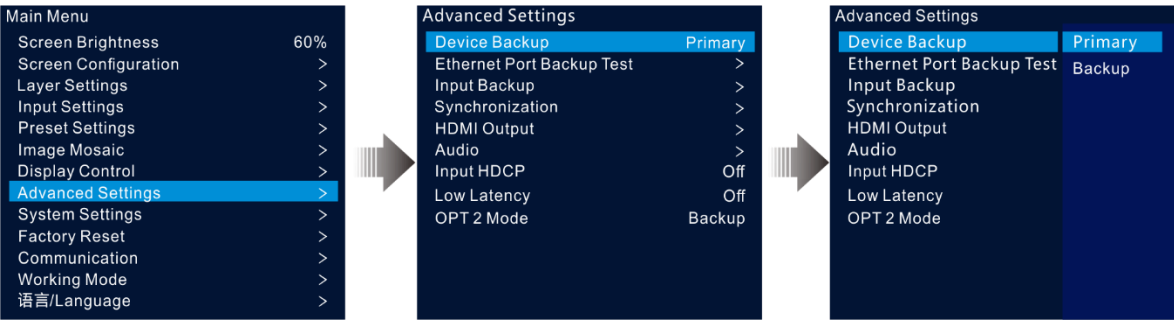 Main Menu
Screen Brightness 60%
Screen Configuration >
Layer Settings >
Input Settings >
Preset Settings >
Image Mosaic >
Display Control >
Advanced Settings >
System Settings >
Factory Reset >
Communication >
Working Mode >
语言/Language >
Advanced Settings
Device Backup Primary
Ethernet Port Backup Test >
Input Backup >
Synchronization >
HDMI Output >
Audio >
Input HDCP Off
Low Latency Off
OPT 2 Mode Backup
Advanced Settings
Device Backup Primary
Ethernet Port Backup Test Backup
Input Backup
Synchronization
HDMI Output
Audio
Input HDCP
Low Latency
OPT 2 Mode